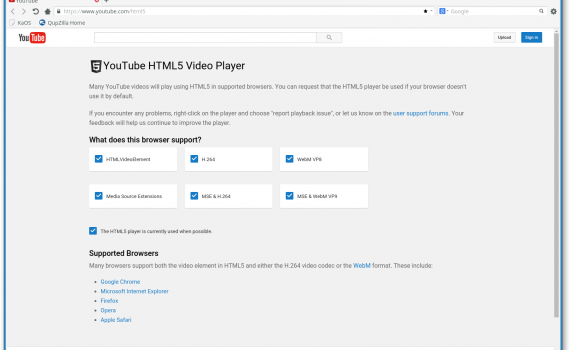 YouTube
https://www.youtube.com/html5
Google
KaOS
QupZilla Home
YouTube
Upload
Sign in
YouTube HTML5 Video Player
Many YouTube videos will play using HTML5 in supported browsers. You can request that the HTML5 player be used if your browser doesn't
use it by default.
If you encounter any problems, right-click on the player and choose "report playback issue", or let us know on the user support forums. Your
feedback will help us continue to improve the player.
What does this browser support?
HTMLVideoElement
H.264
WebM VP8
Media Source Extensions
MSE & H.264
MSE & WebM VP9
The HTML5 player is currently used when possible.
Supported Browsers
Many browsers support both the video element in HTML5 and either the H.264 video codec or the WebM format. These include:
Google Chrome
Microsoft Internet Explorer
Firefox
Opera
Apple Safari